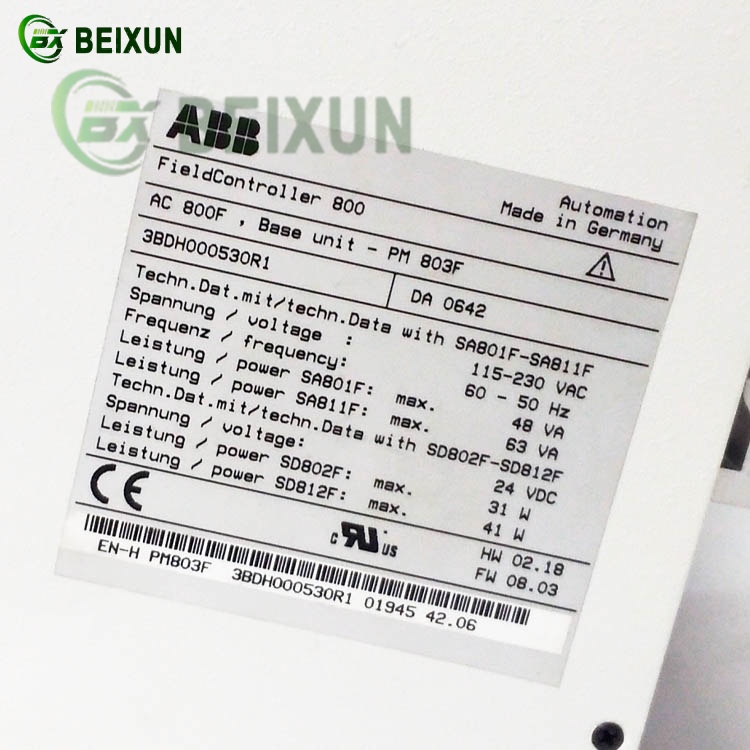 BEIXUN
BEIXUN
ABB
FieldController 800
Automation
Made in Germany
AC 800F , Base unit - PM 803F
3BDH000530R1
DA 0642
Techn.Dat.mit/techn.Data with SA801F-SA811F
Spannung / voltage : 115-230 VAC
Frequenz / frequency: 60 - 50 Hz
Leistung / power SA801F: max. 48 VA
Leistung / power SA811F: max. 63 VA
Techn.Dat.mit/techn.Data with SD802F-SD812F
Spannung / voltage: 24 VDC
Leistung / power SD802F: max. 31 W
Leistung / power SD812F: max. 41 W
CE
c RU us
HW 02.18
FW 08.03
EN-H PM803F 3BDH000530R1 01945 42.06